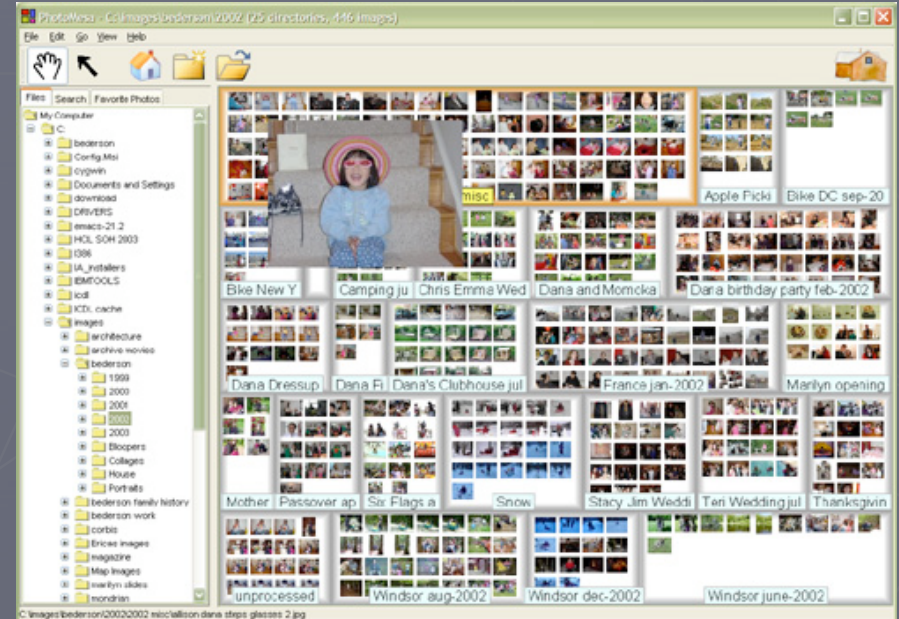 PhotoMesa - C:\images\bederson\2002 (25 directories, 446 images)
File Edit Go View Help
Files Search Favorite Photos
My Computer
C:
bederson
Config.Msi
cygwin
Documents and Settings
download
DRIVERS
emacs-21.2
HCIL SOH 2003
I386
IA_installers
IBMTOOLS
icdl
ICDL cache
images
architecture
archive movies
bederson
1999
2000
2001
2002
2003
Bloopers
Collages
House
Portraits
bederson family history
bederson work
corbis
Ericas images
magazine
Map Images
marilyn slides
mondrian
misc
Apple Picki
Bike DC sep-20
Bike New Y
Camping ju
Chris Emma Wed
Dana and Momcka
Dana birthday party feb-2002
Dana Dressup
Dana Fi
Dana's Clubhouse jul
France jan-2002
Marilyn opening
Mother
Passover ap
Six Flags a
Snow
Stacy Jim Weddi
Teri Wedding jul
Thanksgivin
unprocessed
Windsor aug-2002
Windsor dec-2002
Windsor june-2002
C:\images\bederson\2002\2002 misc\allison dana steps glasses 2.jpg